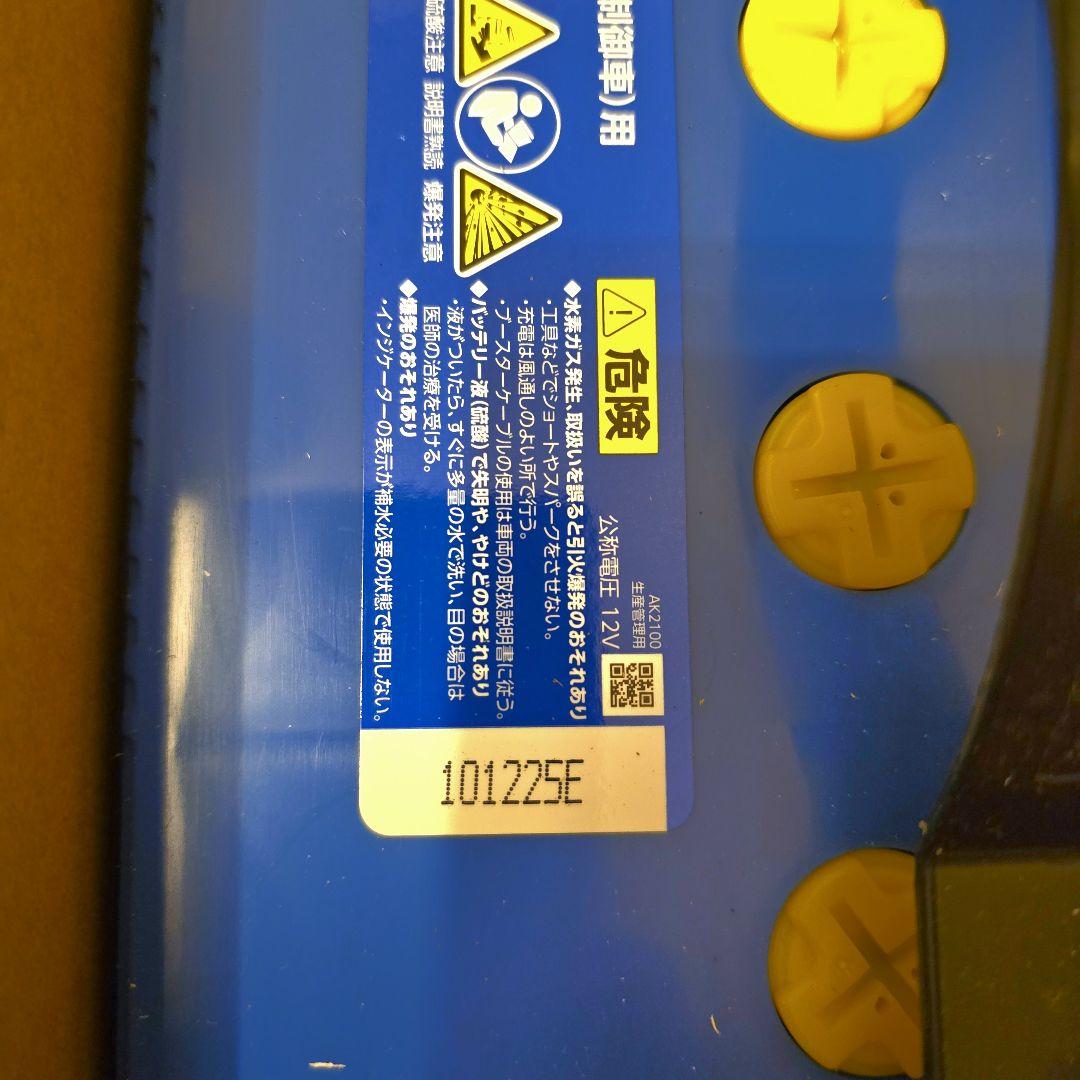 制御車)用
硫酸注意 説明書熟読 爆発注意
危険
公称電圧 12V
AK2100
生産管理用
◆水素ガス発生、取扱いを誤ると引火爆発のおそれあり
・工具などでショートやスパークをさせない。
・充電は風通しのよい所で行う。
・ブースターケーブルの使用は車両の取扱説明書に従う。
◆バッテリー液(硫酸)で失明や、やけどのおそれあり
・液がついたら、すぐに多量の水で洗い、目の場合は
医師の治療を受ける。
◆爆発のおそれあり
・インジケーターの表示が補水必要の状態で使用しない。
101225E